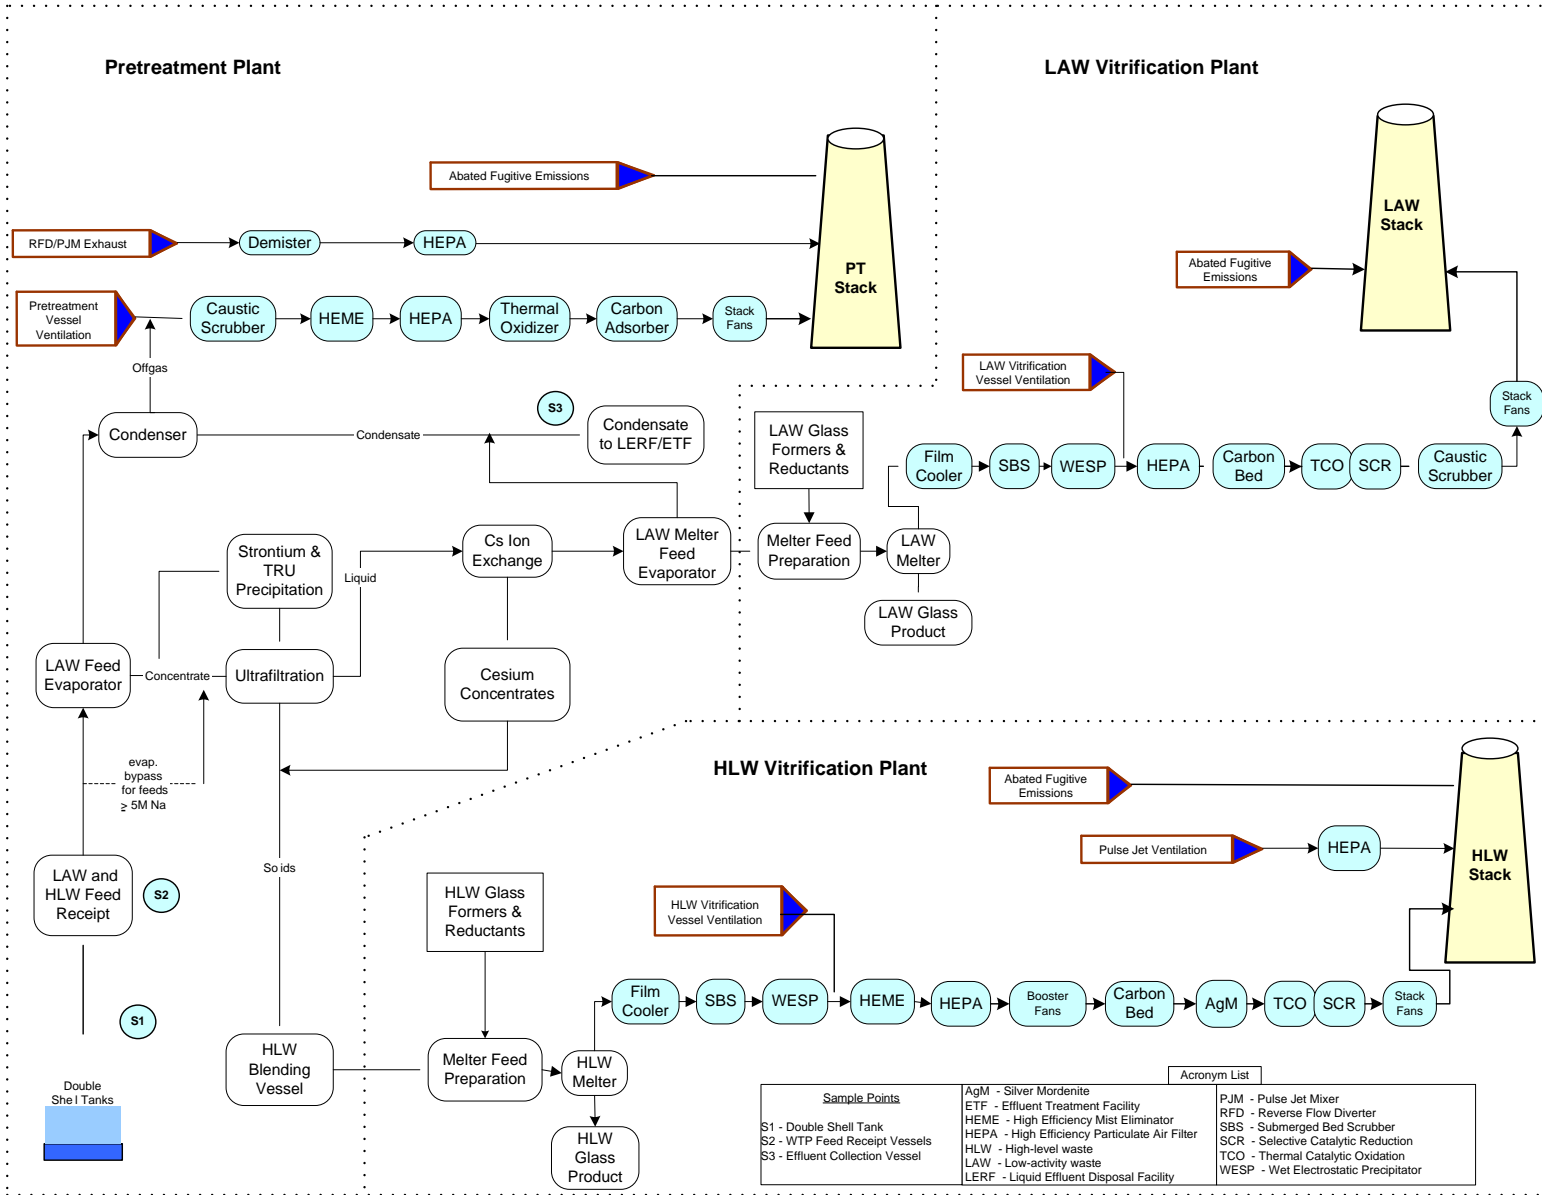 Pretreatment Plant
LAW Vitrification Plant
Abated Fugitive Emissions
RFD/PJM Exhaust
Demister
HEPA
PT
Stack
LAW
Stack
Abated Fugitive
Emissions
Pretreatment
Vessel
Ventilation
Caustic
Scrubber
HEME
HEPA
Thermal
Oxidizer
Carbon
Adsorber
Stack
Fans
Offgas
LAW Vitrification
Vessel Ventilation
Stack
Fans
Condenser
Condensate
S3
Condensate
to LERF/ETF
LAW Glass
Formers &
Reductants
Film
Cooler
SBS
WESP
HEPA
Carbon
Bed
TCO
SCR
Caustic
Scrubber
Strontium &
TRU
Precipitation
Liquid
Cs Ion
Exchange
LAW Melter
Feed
Evaporator
Melter Feed
Preparation
LAW
Melter
LAW Glass
Product
LAW Feed
Evaporator
Concentrate
Ultrafiltration
Cesium
Concentrates
evap.
bypass
for feeds
≥ 5M Na
HLW Vitrification Plant
Abated Fugitive
Emissions
Pulse Jet Ventilation
HEPA
HLW
Stack
LAW and
HLW Feed
Receipt
S2
So ids
HLW Glass
Formers &
Reductants
HLW Vitrification
Vessel Ventilation
S1
Film
Cooler
SBS
WESP
HEME
HEPA
Booster
Fans
Carbon
Bed
AgM
TCO
SCR
Stack
Fans
HLW
Blending
Vessel
Melter Feed
Preparation
HLW
Melter
HLW
Glass
Product
Double
She l Tanks
Acronym List
Sample Points
S1 - Double Shell Tank
S2 - WTP Feed Receipt Vessels
S3 - Effluent Collection Vessel
AgM - Silver Mordenite
ETF - Effluent Treatment Facility
HEME - High Efficiency Mist Eliminator
HEPA - High Efficiency Particulate Air Filter
HLW - High-level waste
LAW - Low-activity waste
LERF - Liquid Effluent Disposal Facility
PJM - Pulse Jet Mixer
RFD - Reverse Flow Diverter
SBS - Submerged Bed Scrubber
SCR - Selective Catalytic Reduction
TCO - Thermal Catalytic Oxidation
WESP - Wet Electrostatic Precipitator